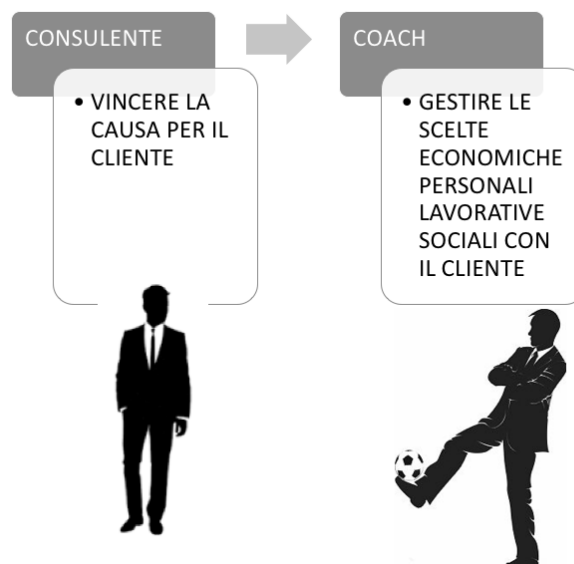 CONSULENTE
• VINCERE LA
CAUSA PER IL
CLIENTE
COACH
• GESTIRE LE
SCELTE
ECONOMICHE
PERSONALI
LAVORATIVE
SOCIALI CON
IL CLIENTE